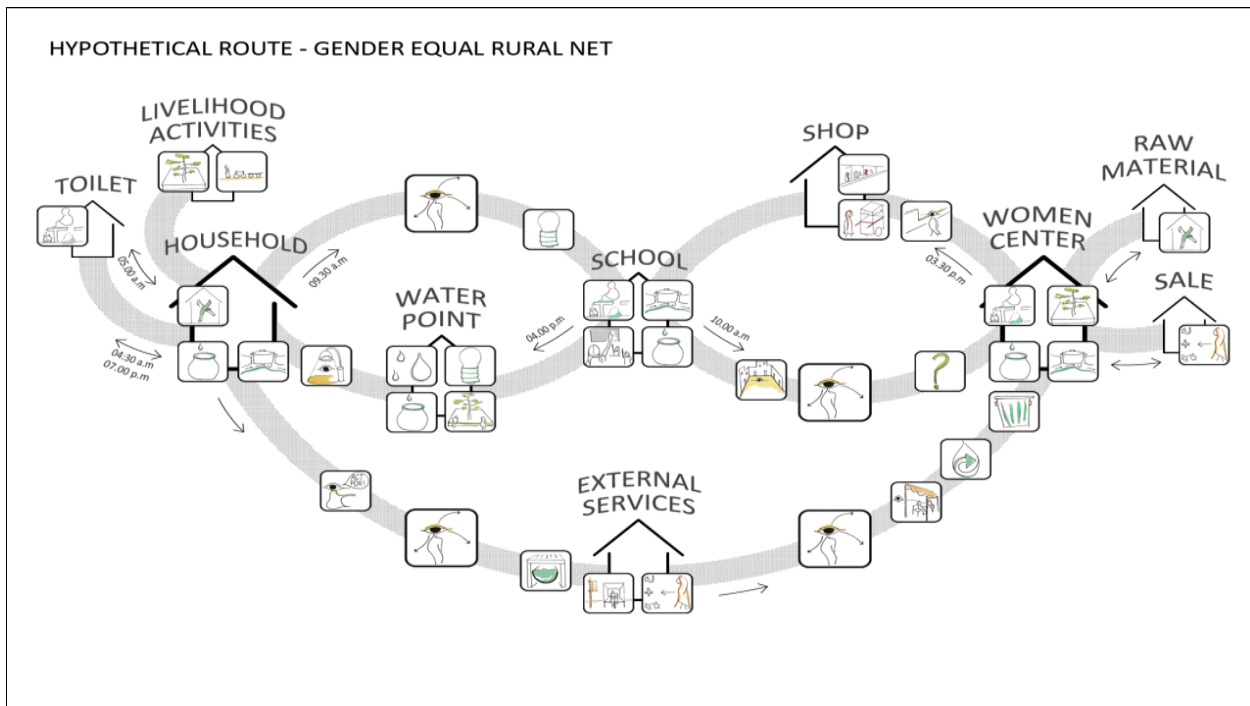 HYPOTHETICAL ROUTE - GENDER EQUAL RURAL NET
LIVELIHOOD
ACTIVITIES
TOILET
HOUSEHOLD
05.00 a.m
09.30 a.m
04:30 a.m
07.00 p.m
WATER
POINT
SCHOOL
04.00 p.m
10.00 a.m
SHOP
WOMEN
CENTER
03.30 p.m
RAW
MATERIAL
SALE
ACT
FOR!
EXTERNAL
SERVICES
?